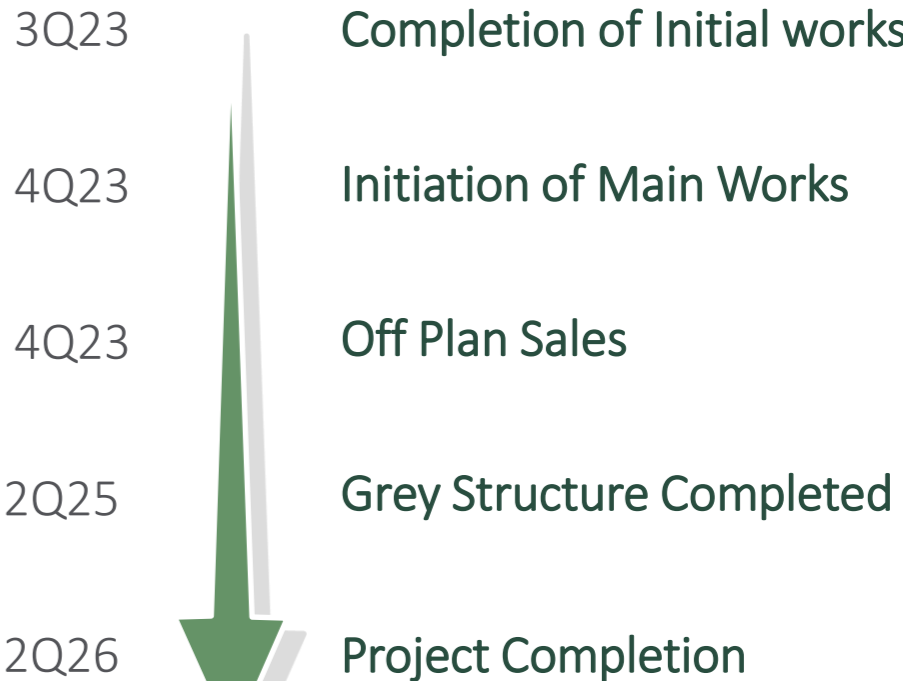 3Q23 Completion of Initial works
4Q23 Initiation of Main Works
4Q23 Off Plan Sales
2Q25 Grey Structure Completed
2Q26 Project Completion